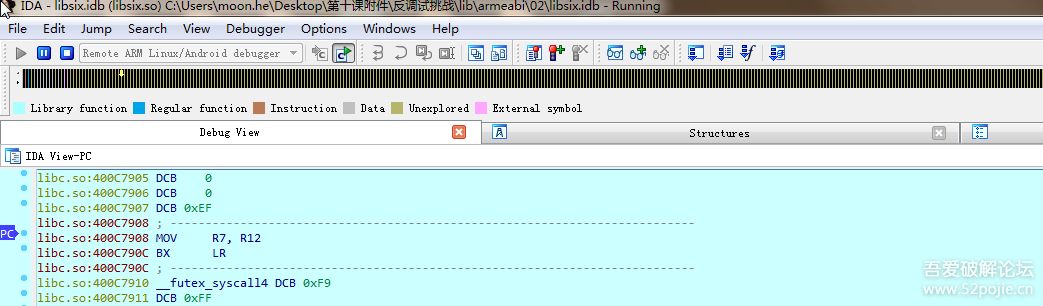 IDA - libsix.idb (libsix.so) C:\Users\moon.he\Desktop\第十课附件\反调试挑战\lib\armeabi\02\libsix.idb - Running
File Edit Jump Search View Debugger Options Windows Help
Remote ARM Linux/Android debugger
Library function Regular function Instruction Data Unexplored External symbol
Debug View Structures
IDA View-PC
libc.so:400C7905 DCB 0
libc.so:400C7906 DCB 0
libc.so:400C7907 DCB 0xEF
libc.so:400C7908 ; ---------------------------------------------------------------------------
PC libc.so:400C7908 MOV R7, R12
libc.so:400C790C BX LR
libc.so:400C790C ; ---------------------------------------------------------------------------
libc.so:400C7910 __futex_syscall4 DCB 0xF9
libc.so:400C7911 DCB 0xFF
吾爱破解论坛
www.52pojie.cn